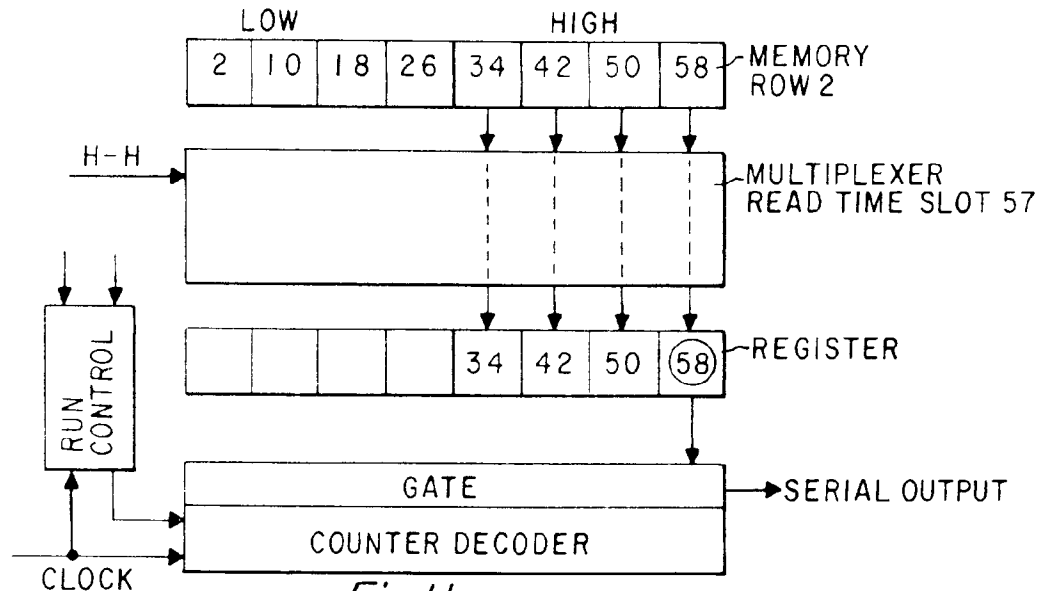 LOW HIGH
2 10 18 26 34 42 50 58
MEMORY
ROW 2
H-H
MULTIPLEXER
READ TIME SLOT 57
RUN
CONTROL
34 42 50 58
REGISTER
GATE
SERIAL OUTPUT
COUNTER DECODER
CLOCK